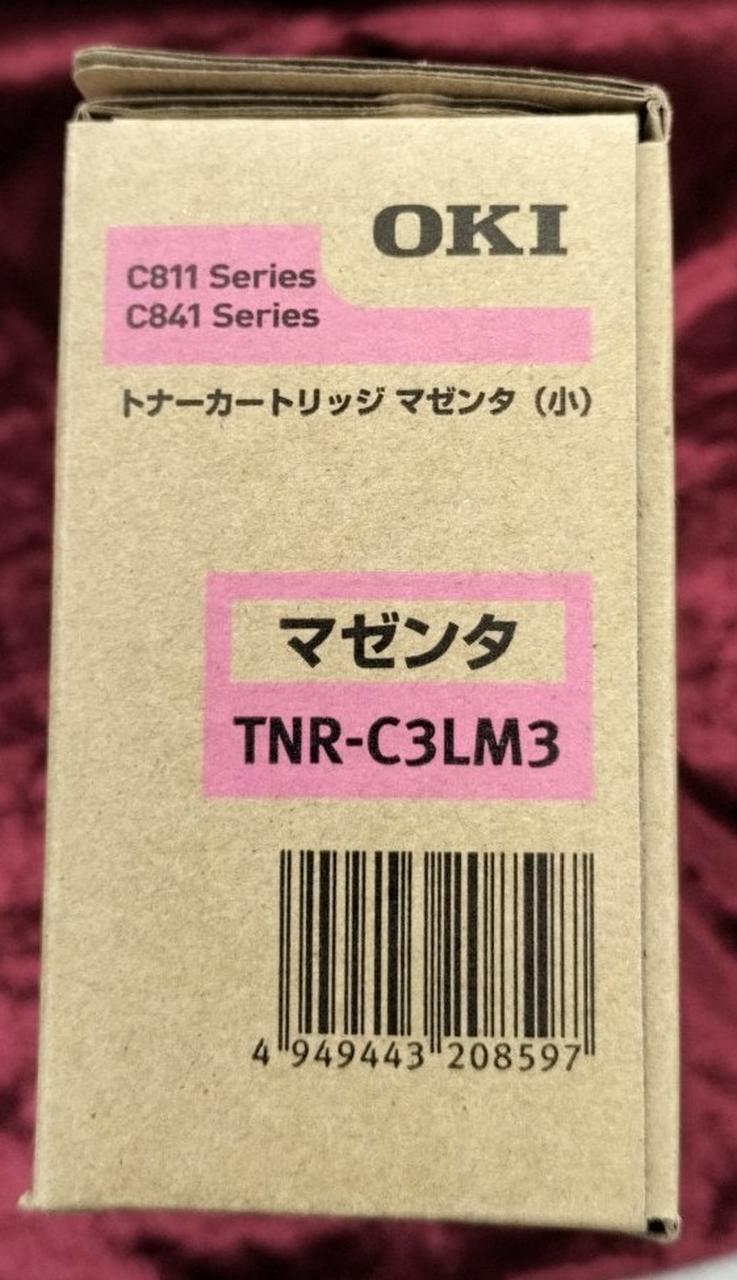 OKI
C811 Series
C841 Series
トナーカートリッジ マゼンタ（小）
マゼンタ
TNR-C3LM3
4 949443 208597